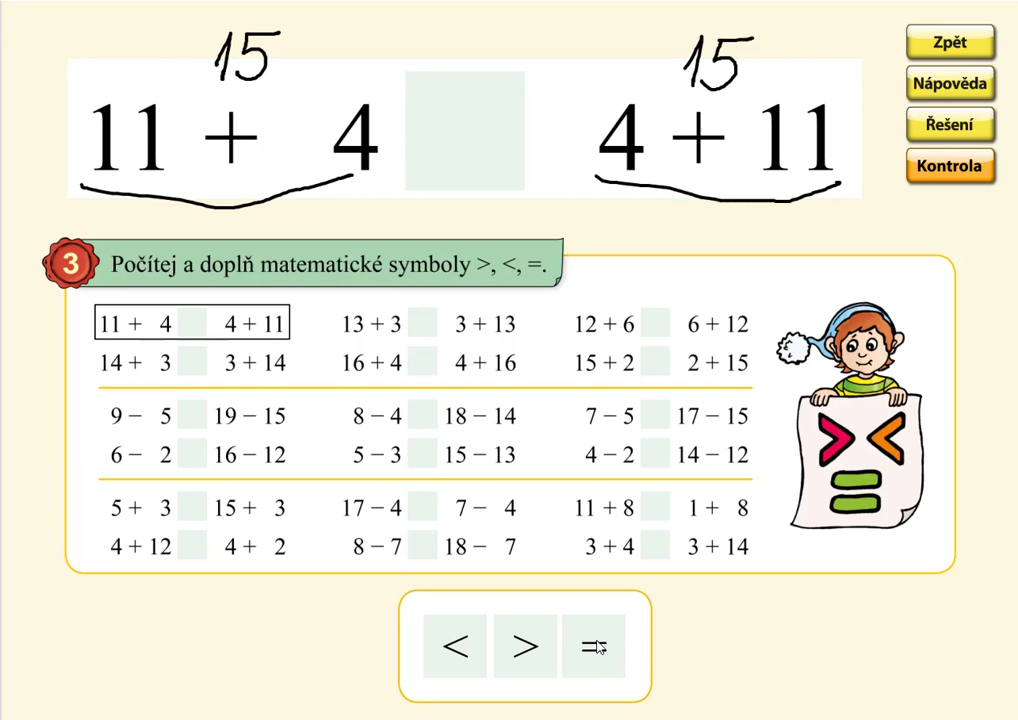 15 15
11 + 4 4 + 11
Zpět
Nápověda
Řešení
Kontrola
3 Počítej a doplň matematické symboly >, <, =.
11 + 4 4 + 11 13 + 3 3 + 13 12 + 6 6 + 12
14 + 3 3 + 14 16 + 4 4 + 16 15 + 2 2 + 15
9 − 5 19 − 15 8 − 4 18 − 14 7 − 5 17 − 15
6 − 2 16 − 12 5 − 3 15 − 13 4 − 2 14 − 12
5 + 3 15 + 3 17 − 4 7 − 4 11 + 8 1 + 8
4 + 12 4 + 2 8 − 7 18 − 7 3 + 4 3 + 14
> <
=
< > =